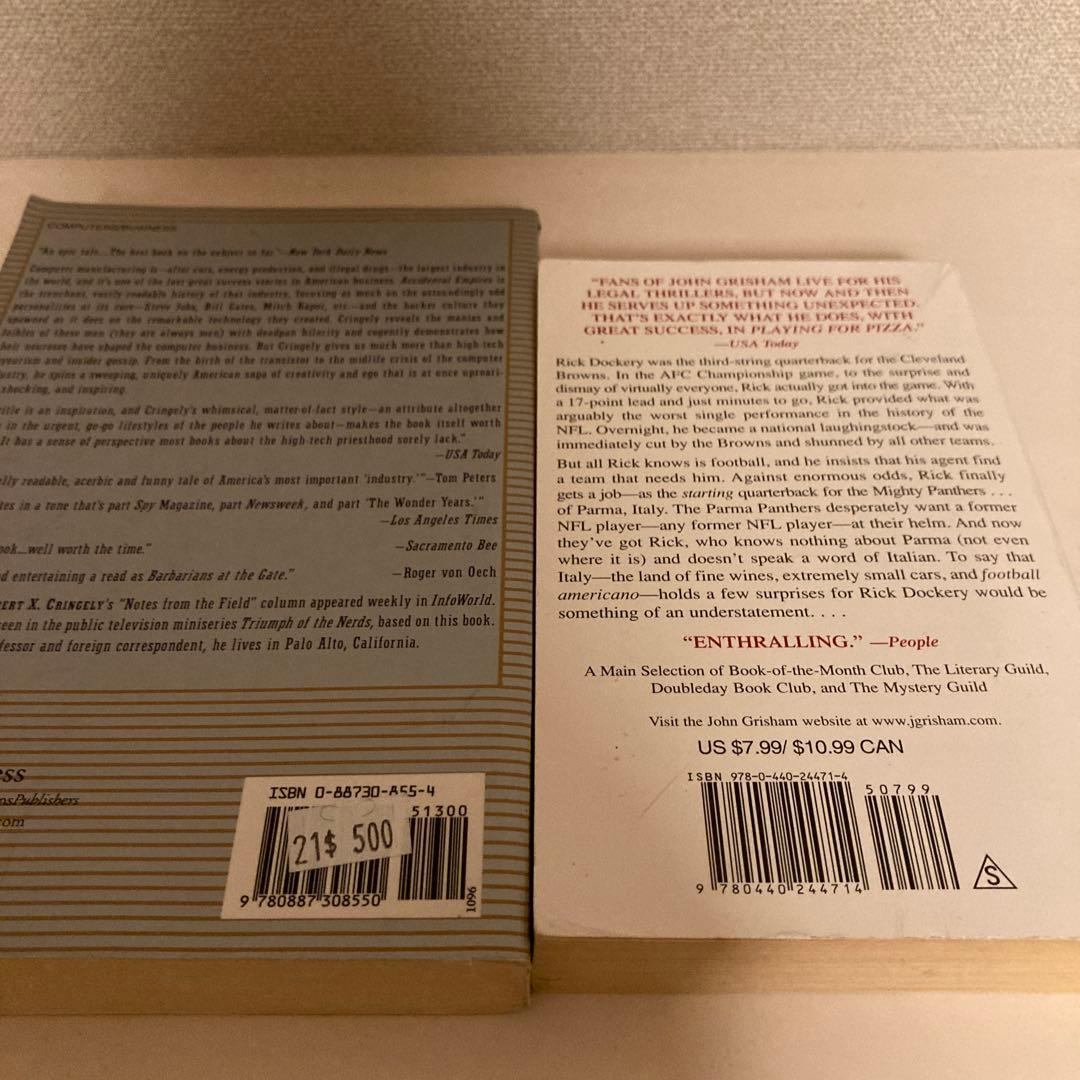 COMPUTERS/BUSINESS
"An epic tale...The best book on the subject so far."—New York Daily News
Computer manufacturing is—after cars, energy production, and illegal drugs—the largest industry in
the world, and it's one of the last great success stories in American business. Accidental Empires is
the trenchant, vastly readable history of that industry, focusing as much on the astoundingly odd
personalities at its core—Steve Jobs, Bill Gates, Mitch Kapor, etc.—and the hacker culture they
spawned as it does on the remarkable technology they created. Cringely reveals the manias and
foibles of these men (they are always men) with deadpan hilarity and cogently demonstrates how
neuroses have shaped the computer business. But Cringely gives us much more than high-tech
and insider gossip. From the birth of the transistor to the midlife crisis of the computer
he spins a sweeping, uniquely American saga of creativity and ego that is at once uproari-
shocking, and inspiring.
title is an inspiration, and Cringely's whimsical, matter-of-fact style—an attribute altogether
in the urgent, go-go lifestyles of the people he writes about—makes the book itself worth
It has a sense of perspective most books about the high-tech priesthood sorely lack."
—USA Today
lly readable, acerbic and funny tale of America's most important 'industry.'"—Tom Peters
tes in a tone that's part Spy Magazine, part Newsweek, and part 'The Wonder Years.'"
—Los Angeles Times
ook...well worth the time."
—Sacramento Bee
d entertaining a read as Barbarians at the Gate."
—Roger von Oech
ERT X. CRINGELY'S "Notes from the Field" column appeared weekly in InfoWorld.
een in the public television miniseries Triumph of the Nerds, based on this book.
fessor and foreign correspondent, he lives in Palo Alto, California.
ess
nsPublishers
om
ISBN 0-88730-855-4
51300
21$ 500
9 780887 308550
1096
"FANS OF JOHN GRISHAM LIVE FOR HIS
LEGAL THRILLERS, BUT NOW AND THEN
HE SERVES UP SOMETHING UNEXPECTED.
THAT'S EXACTLY WHAT HE DOES, WITH
GREAT SUCCESS, IN PLAYING FOR PIZZA."
—USA Today
Rick Dockery was the third-string quarterback for the Cleveland
Browns. In the AFC Championship game, to the surprise and
dismay of virtually everyone, Rick actually got into the game. With
a 17-point lead and just minutes to go, Rick provided what was
arguably the worst single performance in the history of the
NFL. Overnight, he became a national laughingstock—and was
immediately cut by the Browns and shunned by all other teams.
But all Rick knows is football, and he insists that his agent find
a team that needs him. Against enormous odds, Rick finally
gets a job—as the starting quarterback for the Mighty Panthers . . .
of Parma, Italy. The Parma Panthers desperately want a former
NFL player—any former NFL player—at their helm. And now
they've got Rick, who knows nothing about Parma (not even
where it is) and doesn't speak a word of Italian. To say that
Italy—the land of fine wines, extremely small cars, and football
americano—holds a few surprises for Rick Dockery would be
something of an understatement. . . .
"ENTHRALLING." —People
A Main Selection of Book-of-the-Month Club, The Literary Guild,
Doubleday Book Club, and The Mystery Guild
Visit the John Grisham website at www.jgrisham.com.
US $7.99/ $10.99 CAN
ISBN 978-0-440-24471-4
50799
9 780440 244714
S